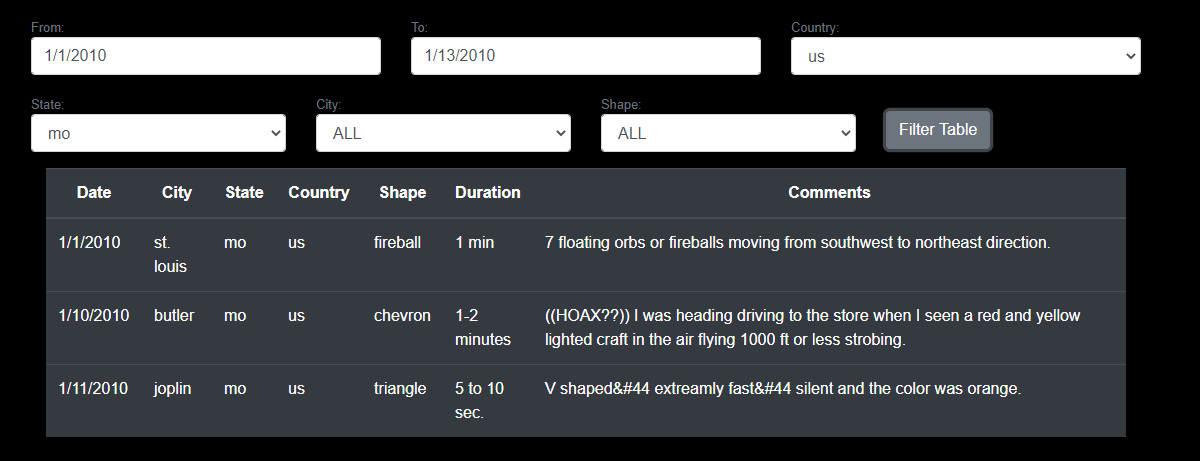 From: To: Country:
1/1/2010 1/13/2010 us
State: City: Shape:
mo ALL ALL Filter Table
Date City State Country Shape Duration Comments
1/1/2010 st. mo us fireball 1 min 7 floating orbs or fireballs moving from southwest to northeast direction.
louis
1/10/2010 butler mo us chevron 1-2 ((HOAX??)) I was heading driving to the store when I seen a red and yellow
minutes lighted craft in the air flying 1000 ft or less strobing.
1/11/2010 joplin mo us triangle 5 to 10 V shaped&#44 extreamly fast&#44 silent and the color was orange.
sec.